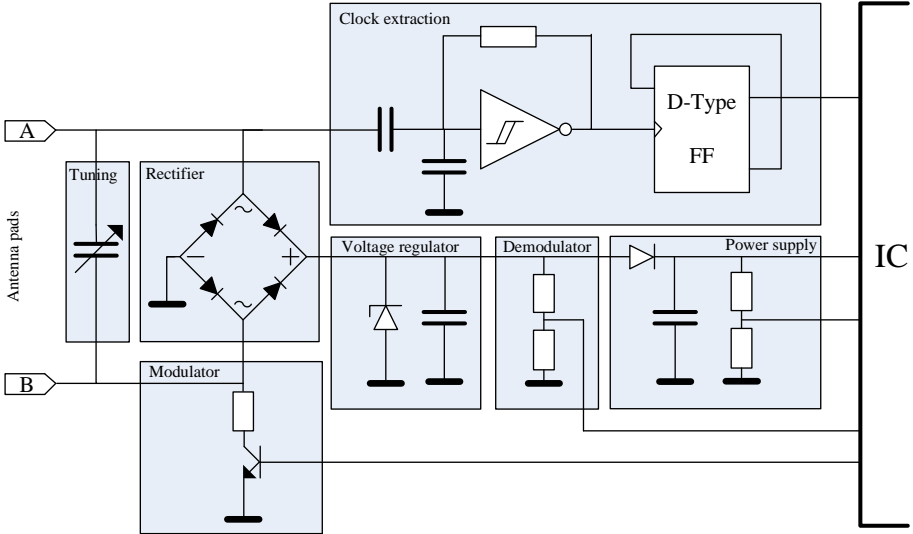 Clock extraction
D-Type
FF
A
Tuning
Rectifier
Antenna pads
Voltage regulator
Demodulator
Power supply
IC
B
Modulator